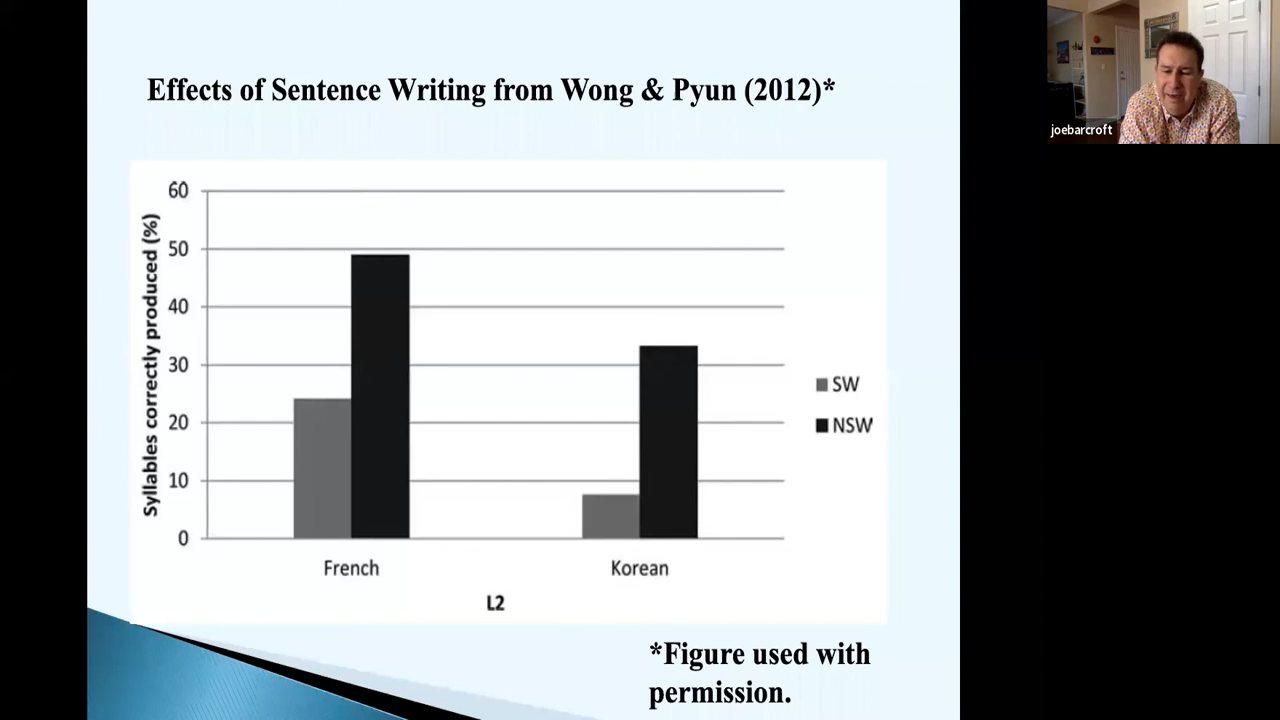 Effects of Sentence Writing from Wong & Pyun (2012)*
joebarcroft
Syllables correctly produced (%)
60
50
40
30
20
10
0
French
Korean
L2
SW
NSW
*Figure used with
permission.